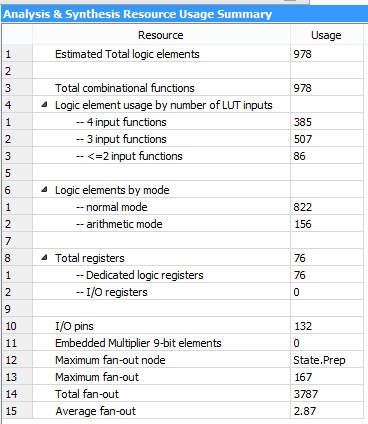 Analysis & Synthesis Resource Usage Summary
Resource Usage
1 Estimated Total logic elements 978
2
3 Total combinational functions 978
4 Logic element usage by number of LUT inputs
1 -- 4 input functions 385
2 -- 3 input functions 507
3 -- <=2 input functions 86
5
6 Logic elements by mode
1 -- normal mode 822
2 -- arithmetic mode 156
7
8 Total registers 76
1 -- Dedicated logic registers 76
2 -- I/O registers 0
9
10 I/O pins 132
11 Embedded Multiplier 9-bit elements 0
12 Maximum fan-out node State.Prep
13 Maximum fan-out 167
14 Total fan-out 3787
15 Average fan-out 2.87